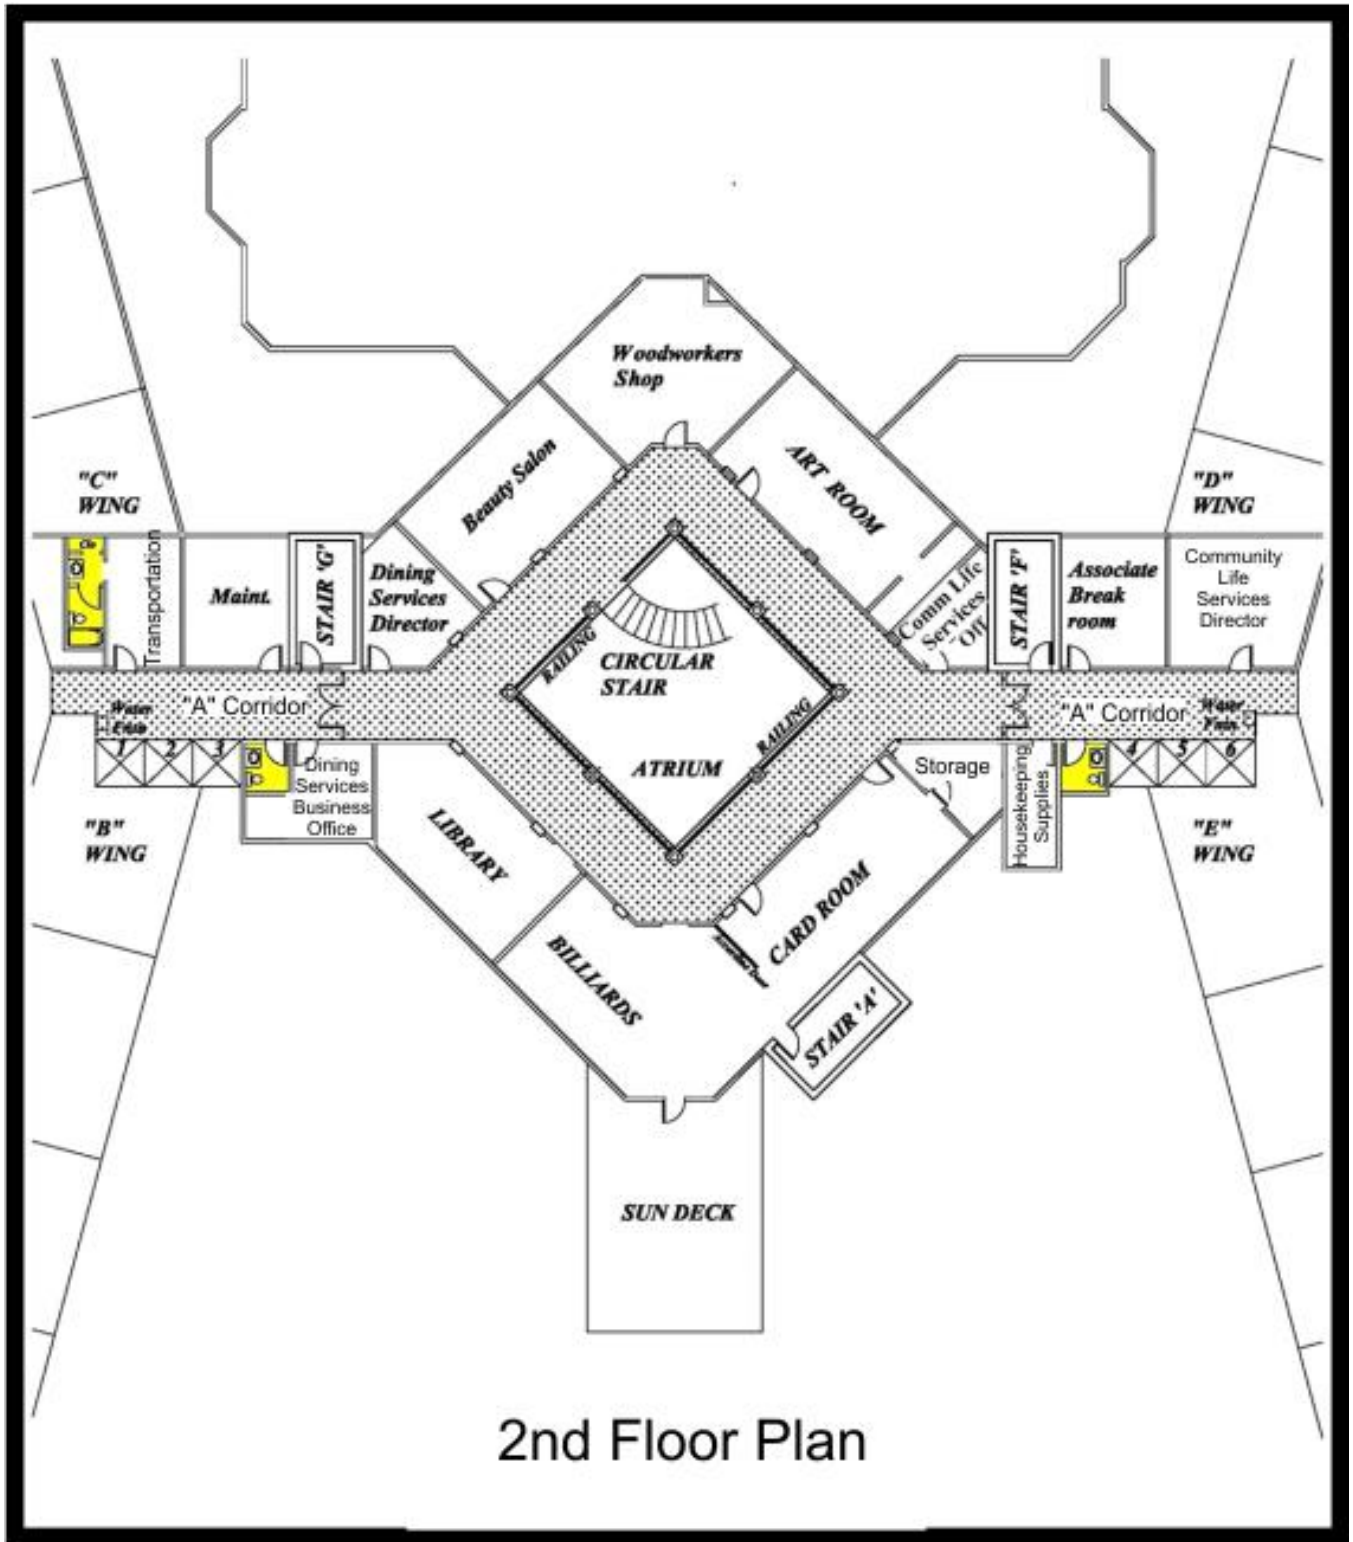 Woodworkers
Shop
Beauty Salon
ART ROOM
"C"
WING
"D"
WING
Transportation
Maint.
STAIR 'G'
Dining
Services
Director
Comm Life
Services
Off
STAIR 'F'
Associate
Break
room
Community
Life
Services
Director
RAILING
CIRCULAR
STAIR
RAILING
ATRIUM
Water
"A" Corridor
"A" Corridor
Water
1
2
3
4
5
6
Dining
Services
Business
Office
Storage
Housekeeping
Supplies
"B"
WING
"E"
WING
LIBRARY
CARD ROOM
BILLIARDS
STAIR 'A'
SUN DECK
2nd Floor Plan